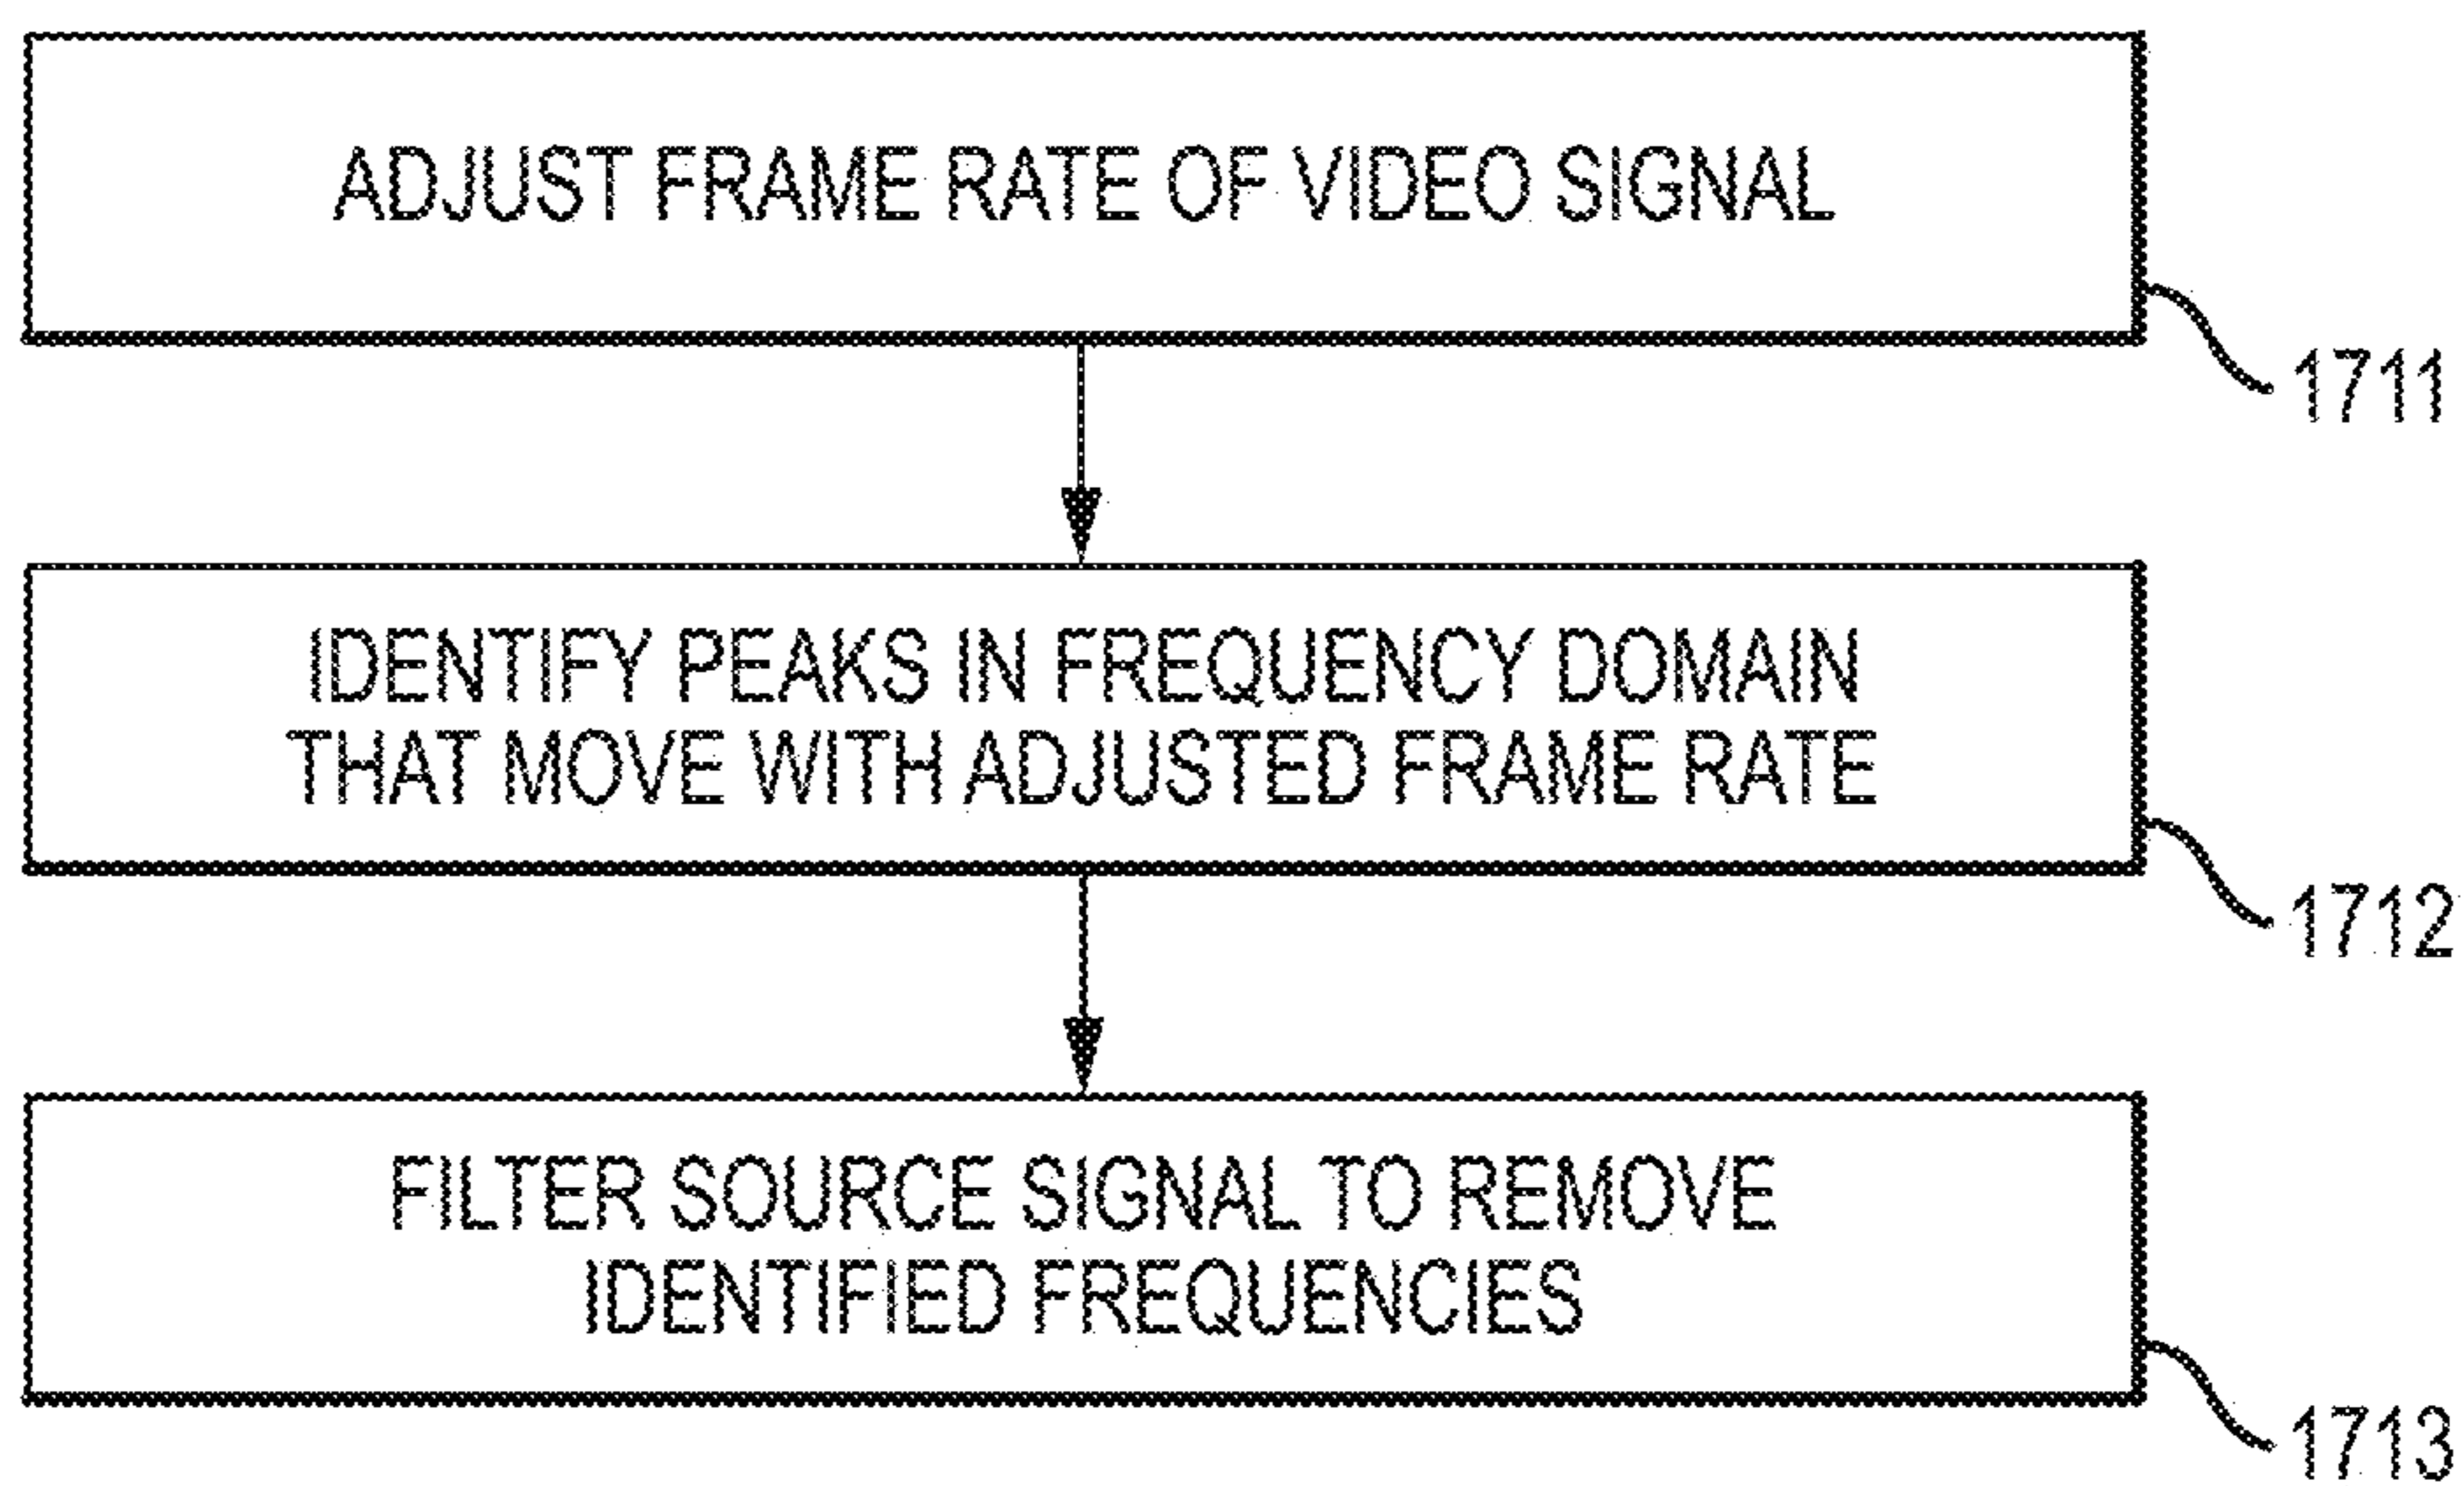 ADJUST FRAME RATE OF VIDEO SIGNAL
1711
IDENTIFY PEAKS IN FREQUENCY DOMAIN
THAT MOVE WITH ADJUSTED FRAME RATE
1712
FILTER SOURCE SIGNAL TO REMOVE
IDENTIFIED FREQUENCIES
1713